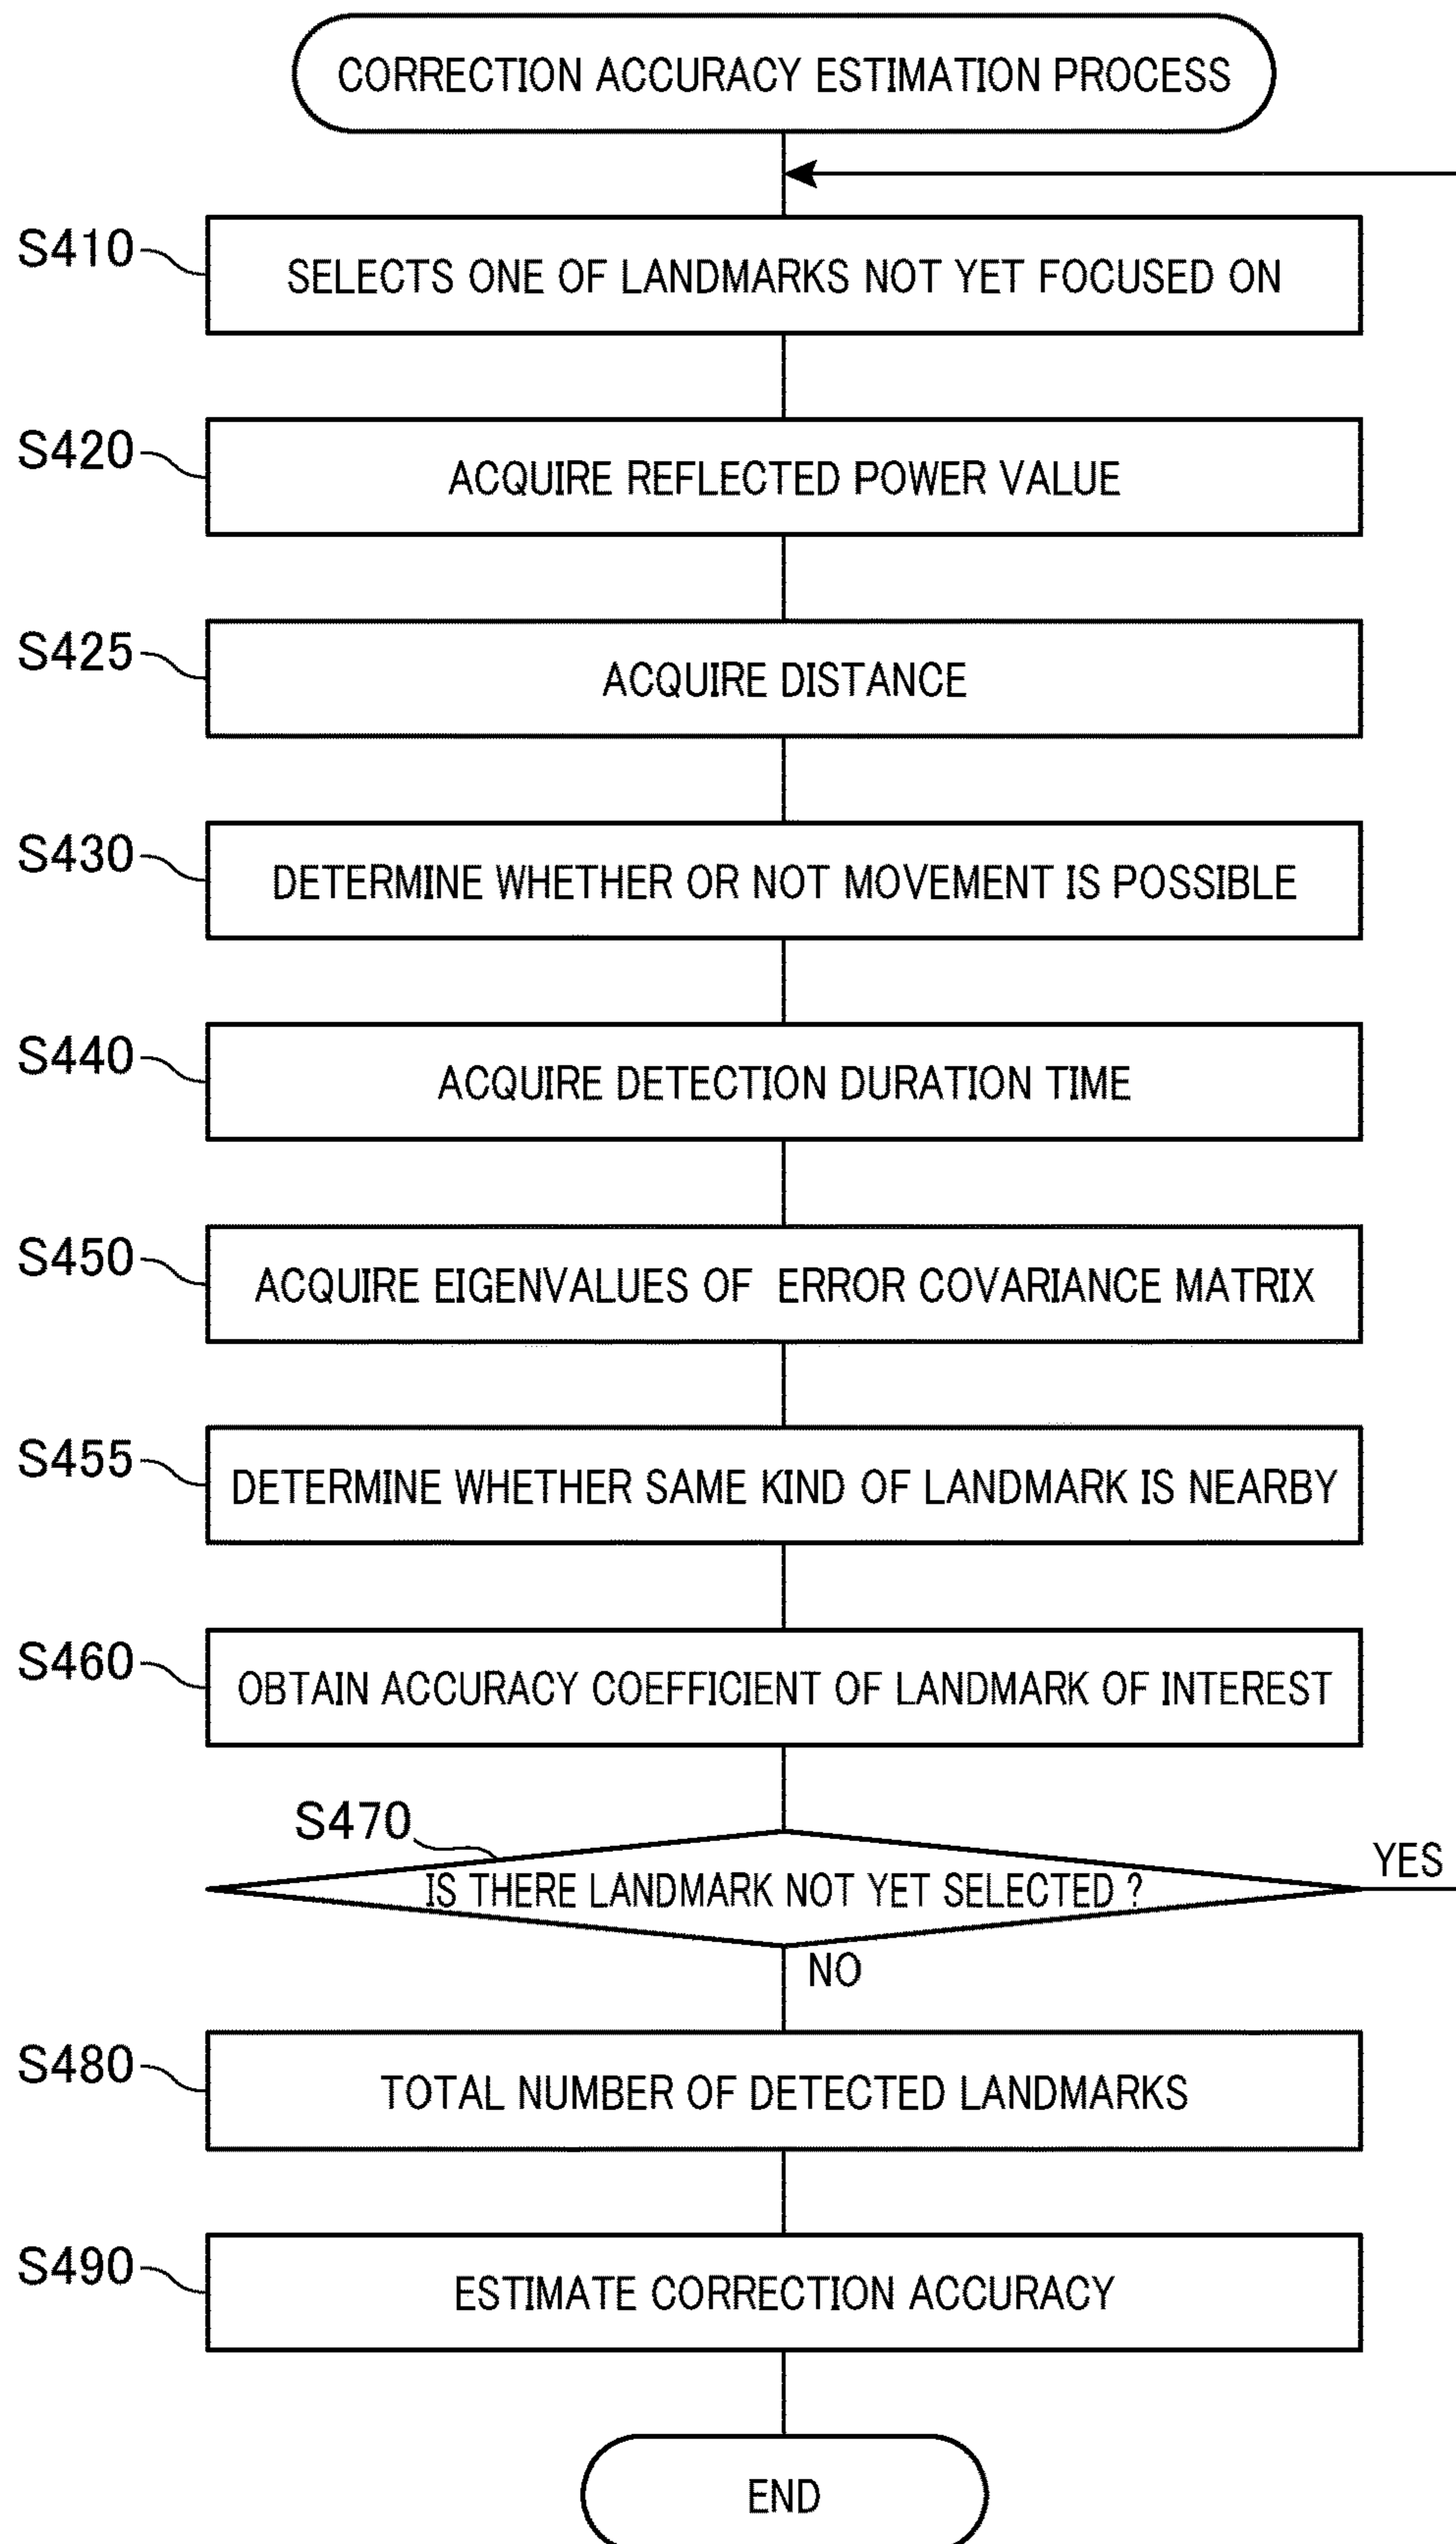 CORRECTION ACCURACY ESTIMATION PROCESS
S410
SELECTS ONE OF LANDMARKS NOT YET FOCUSED ON
S420
ACQUIRE REFLECTED POWER VALUE
S425
ACQUIRE DISTANCE
S430
DETERMINE WHETHER OR NOT MOVEMENT IS POSSIBLE
S440
ACQUIRE DETECTION DURATION TIME
S450
ACQUIRE EIGENVALUES OF ERROR COVARIANCE MATRIX
S455
DETERMINE WHETHER SAME KIND OF LANDMARK IS NEARBY
S460
OBTAIN ACCURACY COEFFICIENT OF LANDMARK OF INTEREST
S470
IS THERE LANDMARK NOT YET SELECTED ?
YES
NO
S480
TOTAL NUMBER OF DETECTED LANDMARKS
S490
ESTIMATE CORRECTION ACCURACY
END